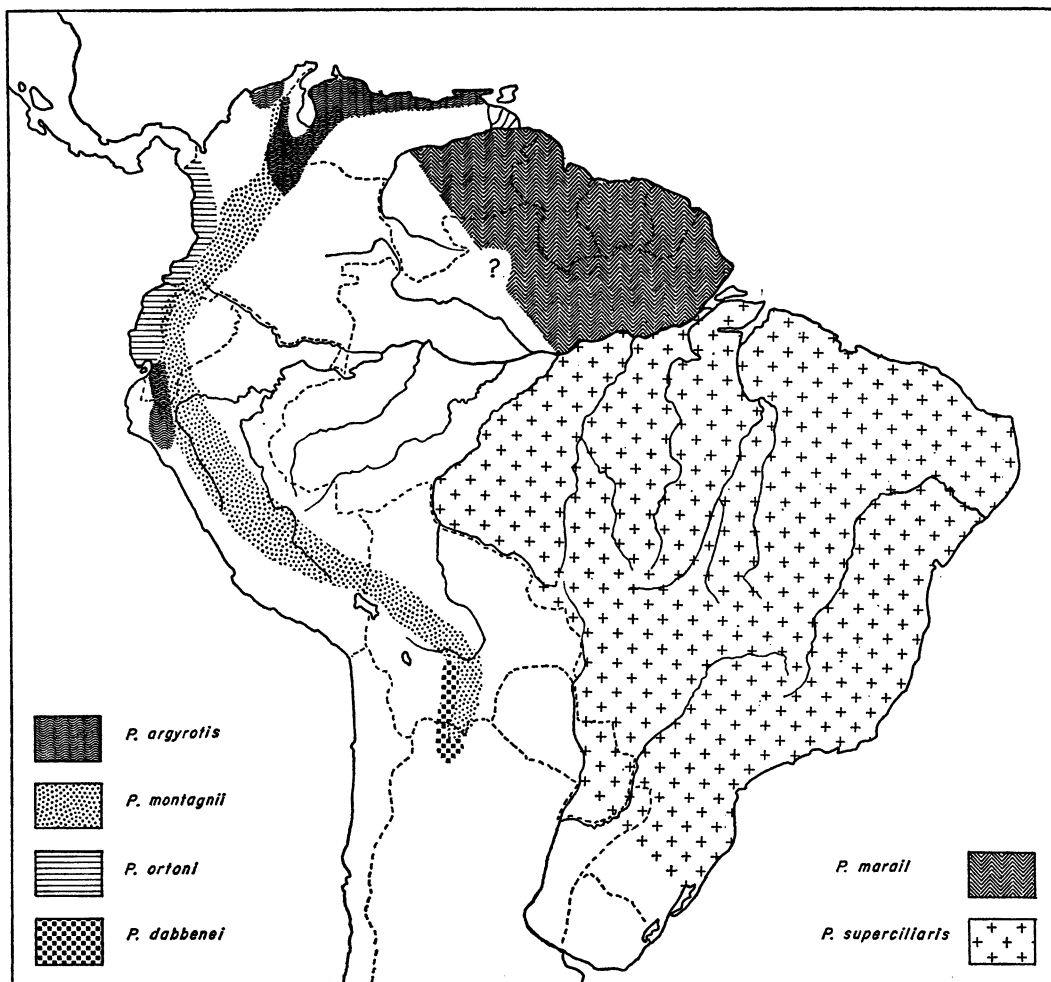 ?
P. argyrotis
P. montagnii
P. ortoni
P. dabbenei
P. marail
P. superciliaris